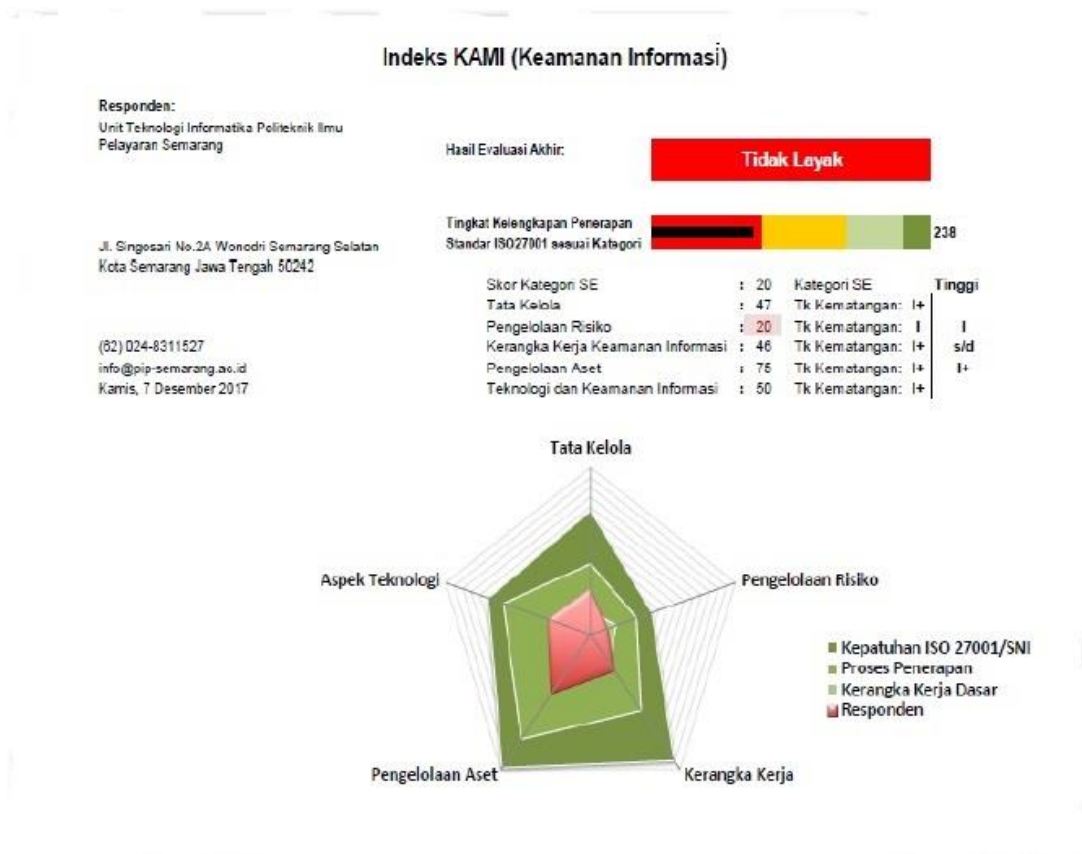 Indeks KAMI (Keamanan Informasi)
Responden:
Unit Teknologi Informatika Politeknik Ilmu
Pelayaran Semarang
Hasil Evaluasi Akhir:
Tidak Layak
Tingkat Kelengkapan Penerapan
Standar ISO27001 sesuai Kategori
238
Jl. Singosari No.2A Wonodri Semarang Selatan
Kota Semarang Jawa Tengah 50242
Skor Kategori SE : 20 Kategori SE Tinggi
Tata Kelola : 47 Tk Kematangan: I+
Pengelolaan Risiko : 20 Tk Kematangan: I I
Kerangka Kerja Keamanan Informasi : 46 Tk Kematangan: I+ s/d
Pengelolaan Aset : 75 Tk Kematangan: I+ I+
Teknologi dan Keamanan Informasi : 50 Tk Kematangan: I+
(62) 024-8311527
info@pip-semarang.ac.id
Kamis, 7 Desember 2017
Tata Kelola
Aspek Teknologi
Pengelolaan Risiko
Pengelolaan Aset
Kerangka Kerja
Kepatuhan ISO 27001/SNI
Proses Penerapan
Kerangka Kerja Dasar
Responden